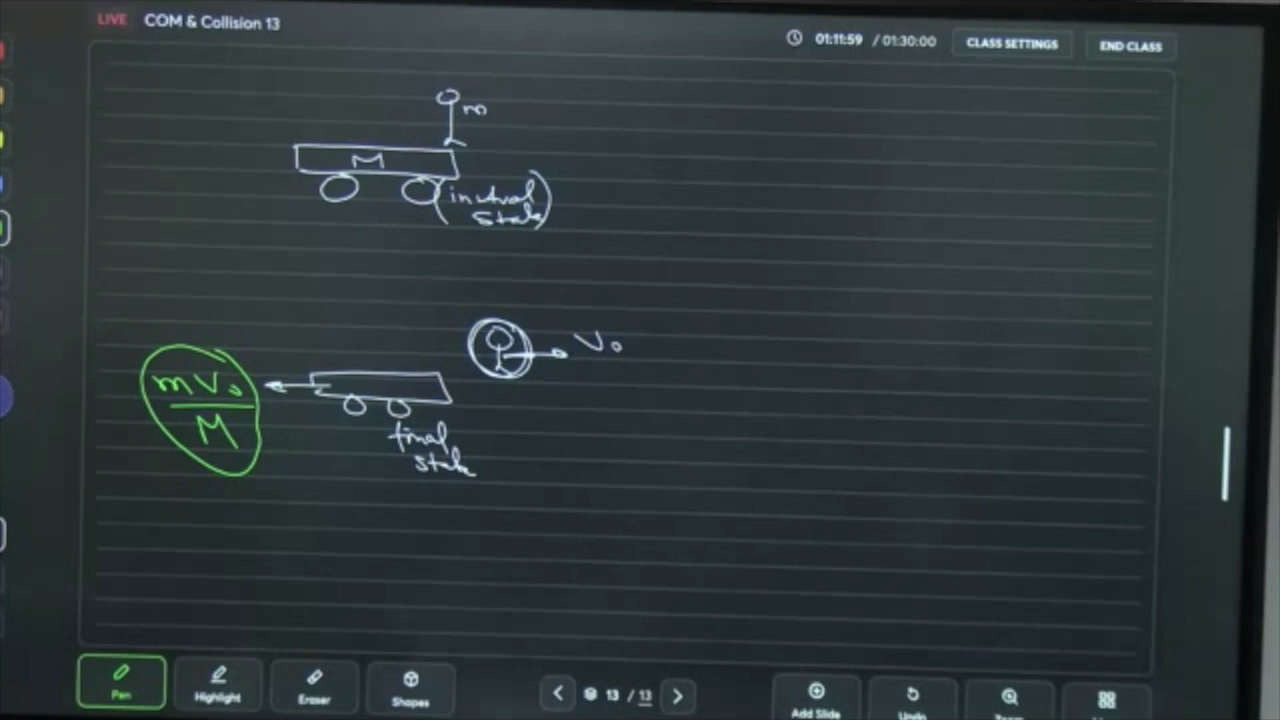 LIVE COM & Collision 13
01:11:59 / 01:30:00 CLASS SETTINGS END CLASS
m
M
(initial
state)
V₀
mV₀
M
final
state
Pen Highlight Eraser Shapes 13 / 13 Add Slide Undo Zoom